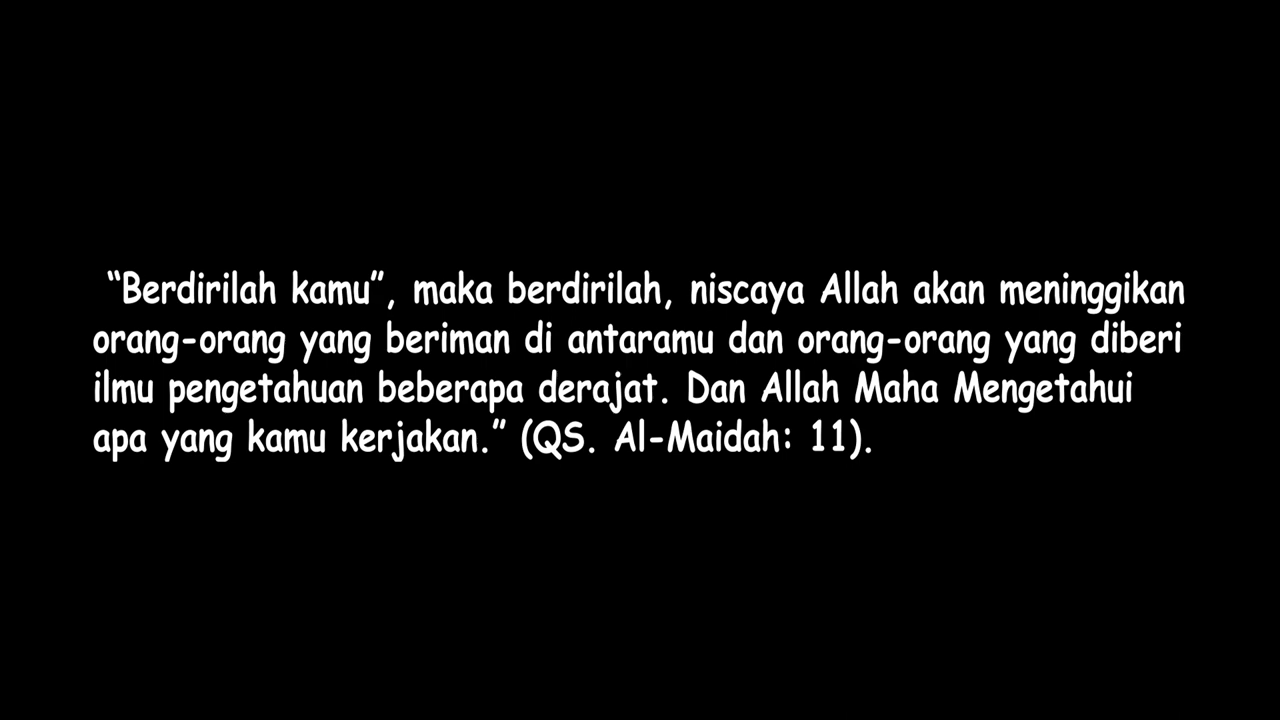 “Berdirilah kamu”, maka berdirilah, niscaya Allah akan meninggikan
orang-orang yang beriman di antaramu dan orang-orang yang diberi
ilmu pengetahuan beberapa derajat. Dan Allah Maha Mengetahui
apa yang kamu kerjakan.” (QS. Al-Maidah: 11).